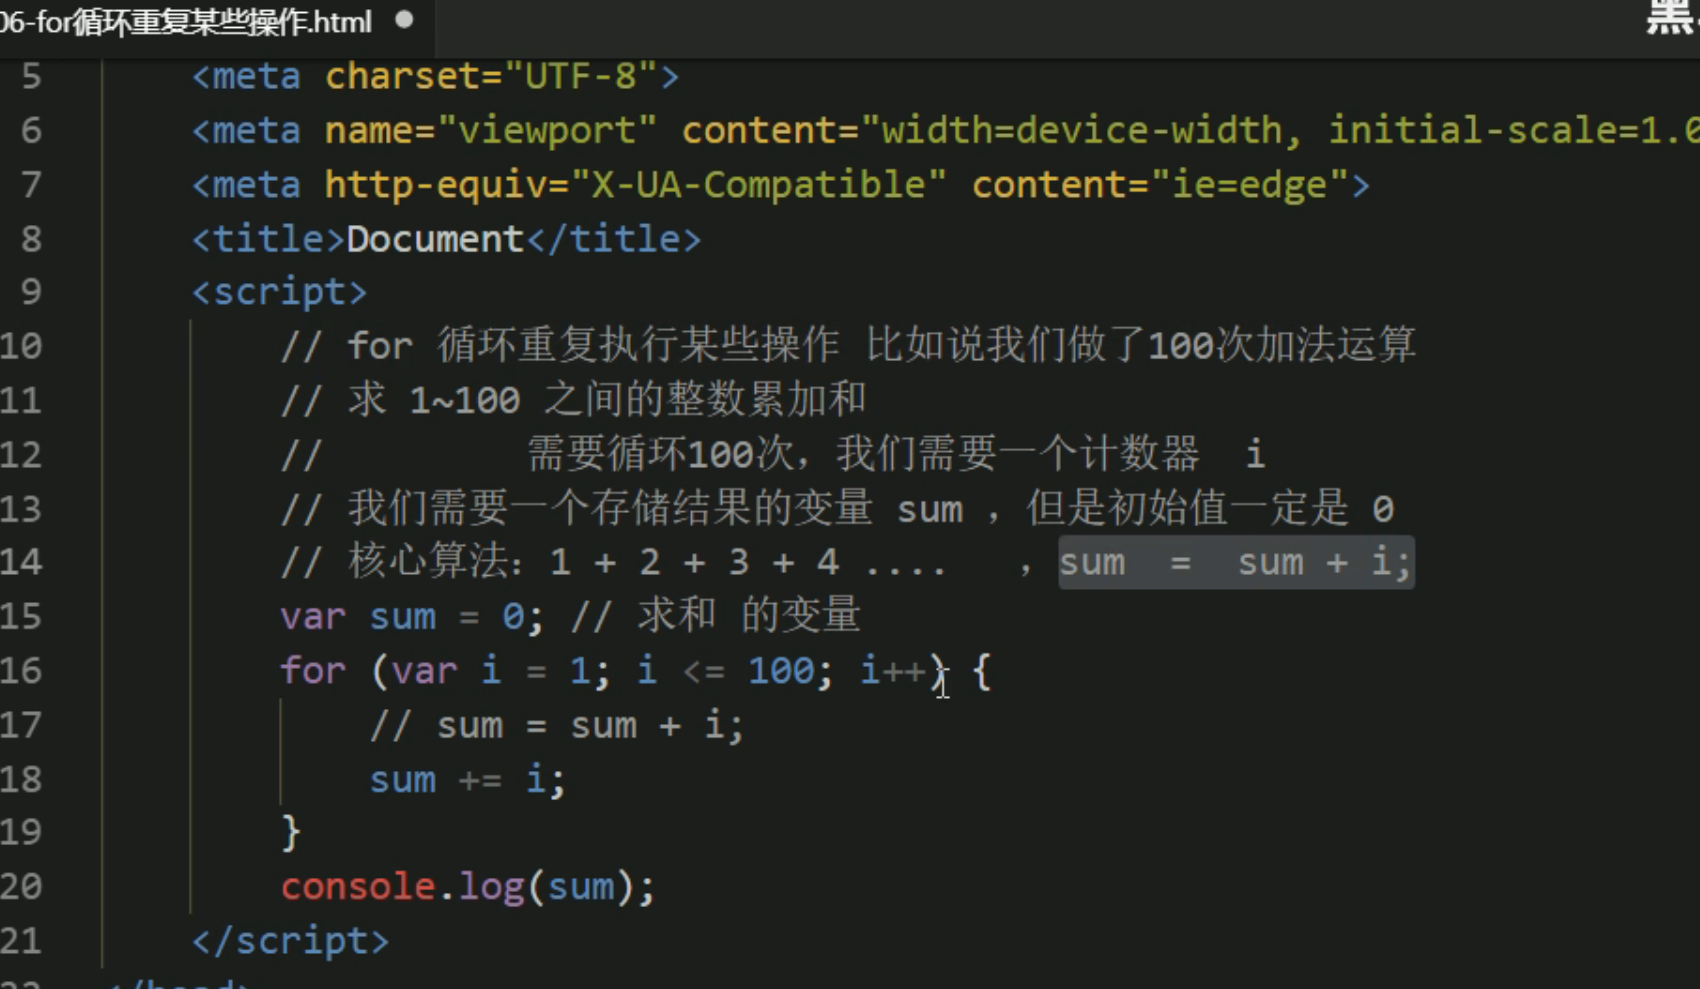 06-for循环重复某些操作.html
黑
5 <meta charset="UTF-8">
6 <meta name="viewport" content="width=device-width, initial-scale=1.0
7 <meta http-equiv="X-UA-Compatible" content="ie=edge">
8 <title>Document</title>
9 <script>
10 // for 循环重复执行某些操作 比如说我们做了100次加法运算
11 // 求 1~100 之间的整数累加和
12 // 需要循环100次，我们需要一个计数器 i
13 // 我们需要一个存储结果的变量 sum ，但是初始值一定是 0
14 // 核心算法：1 + 2 + 3 + 4 .... ，sum = sum + i;
15 var sum = 0; // 求和 的变量
16 for (var i = 1; i <= 100; i++) {
17 // sum = sum + i;
18 sum += i;
19 }
20 console.log(sum);
21 </script>